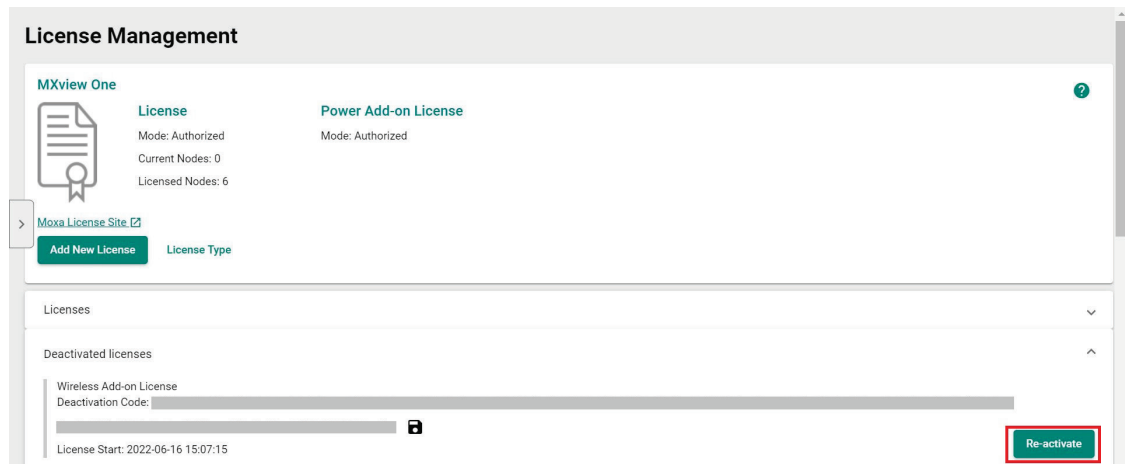 License Management
MXview One
License
Mode: Authorized
Current Nodes: 0
Licensed Nodes: 6
Power Add-on License
Mode: Authorized
Moxa License Site
Add New License
License Type
Licenses
Deactivated licenses
Wireless Add-on License
Deactivation Code:
License Start: 2022-06-16 15:07:15
Re-activate